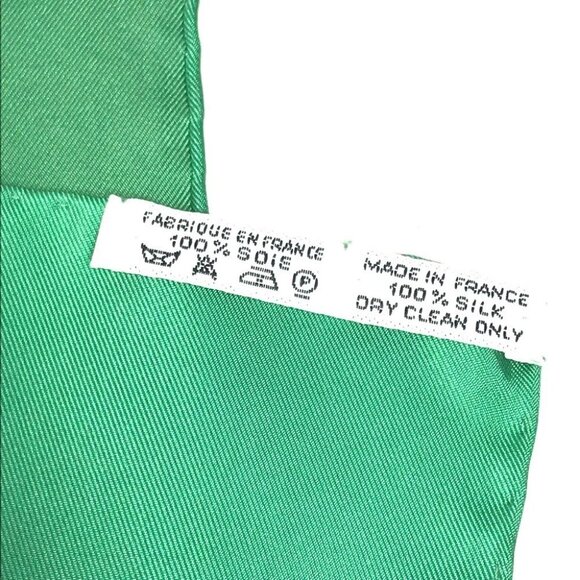 FABRIQUE EN FRANCE
100% SOIE
P
MADE IN FRANCE
100% SILK
DRY CLEAN ONLY